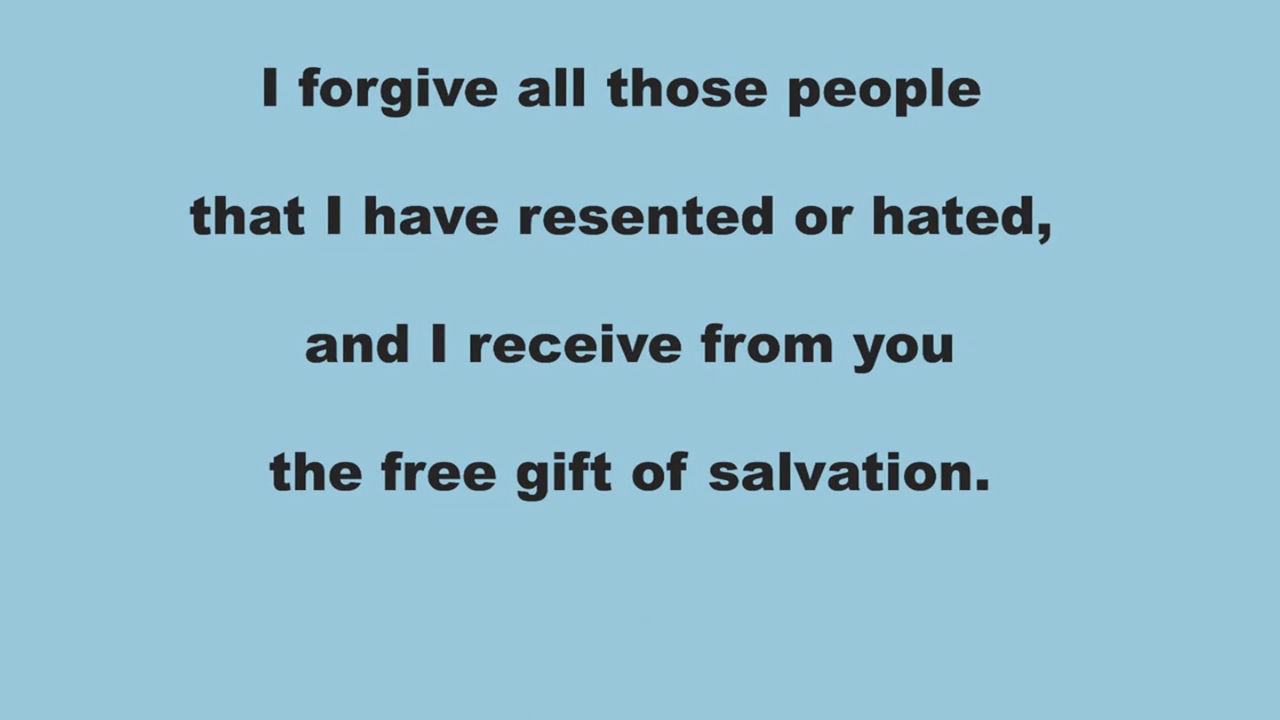 I forgive all those people
that I have resented or hated,
and I receive from you
the free gift of salvation.